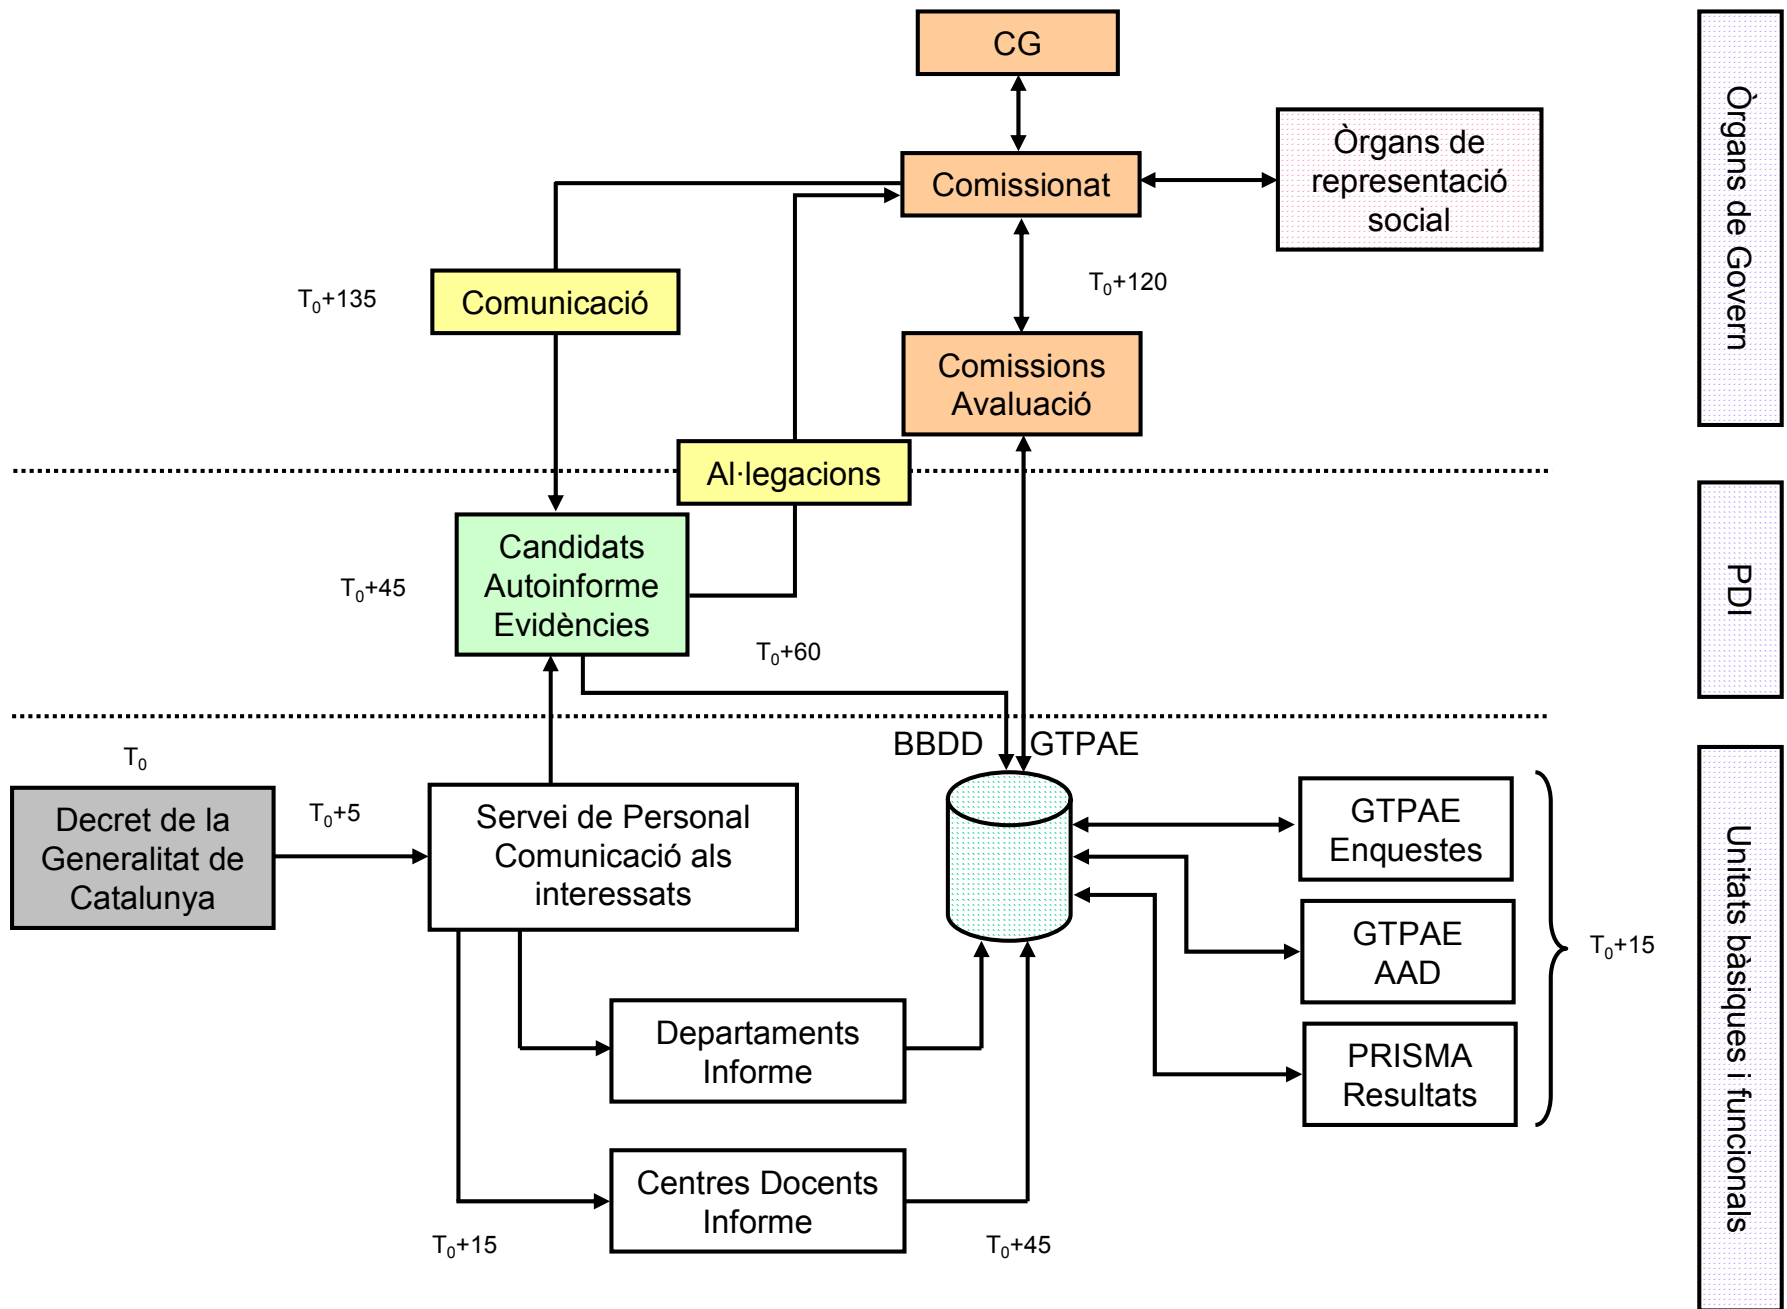 CG
Òrgans de
representació
social
Comissionat
T₀+135
Comunicació
T₀+120
Comissions
Avaluació
Òrgans de Govern
Al·legacions
Candidats
Autoinforme
Evidències
T₀+45
T₀+60
PDI
BBDD GTPAE
T₀
Decret de la
Generalitat de
Catalunya
T₀+5
Servei de Personal
Comunicació als
interessats
GTPAE
Enquestes
GTPAE
AAD
T₀+15
Departaments
Informe
PRISMA
Resultats
Centres Docents
Informe
T₀+15
T₀+45
Unitats bàsiques i funcionals